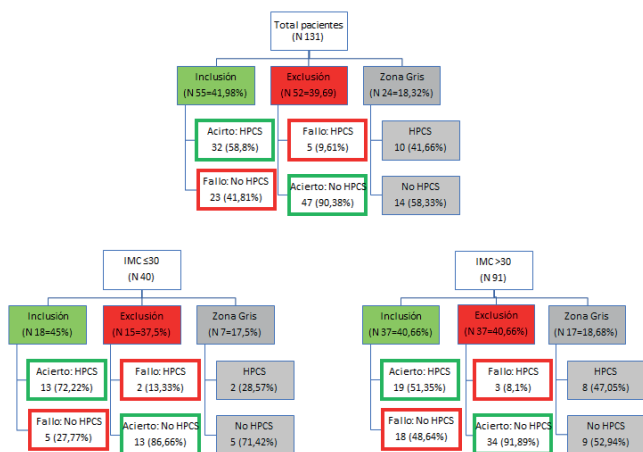 Total pacientes
(N 131)
Inclusión
(N 55=41,98%)
Exclusión
(N 52=39,69)
Zona Gris
(N 24=18,32%)
Acirto: HPCS
32 (58,8%)
Fallo: HPCS
5 (9,61%)
HPCS
10 (41,66%)
Fallo: No HPCS
23 (41,81%)
Acierto: No HPCS
47 (90,38%)
No HPCS
14 (58,33%)
IMC ≤30
(N 40)
Inclusión
(N 18=45%)
Exclusión
(N 15=37,5%)
Zona Gris
(N 7=17,5%)
Acierto: HPCS
13 (72,22%)
Fallo: HPCS
2 (13,33%)
HPCS
2 (28,57%)
Fallo: No HPCS
5 (27,77%)
Acierto: No HPCS
13 (86,66%)
No HPCS
5 (71,42%)
IMC >30
(N 91)
Inclusión
(N 37=40,66%)
Exclusión
(N 37=40,66%)
Zona Gris
(N 17=18,68%)
Acierto: HPCS
19 (51,35%)
Fallo: HPCS
3 (8,1%)
HPCS
8 (47,05%)
Fallo: No HPCS
18 (48,64%)
Acierto: No HPCS
34 (91,89%)
No HPCS
9 (52,94%)